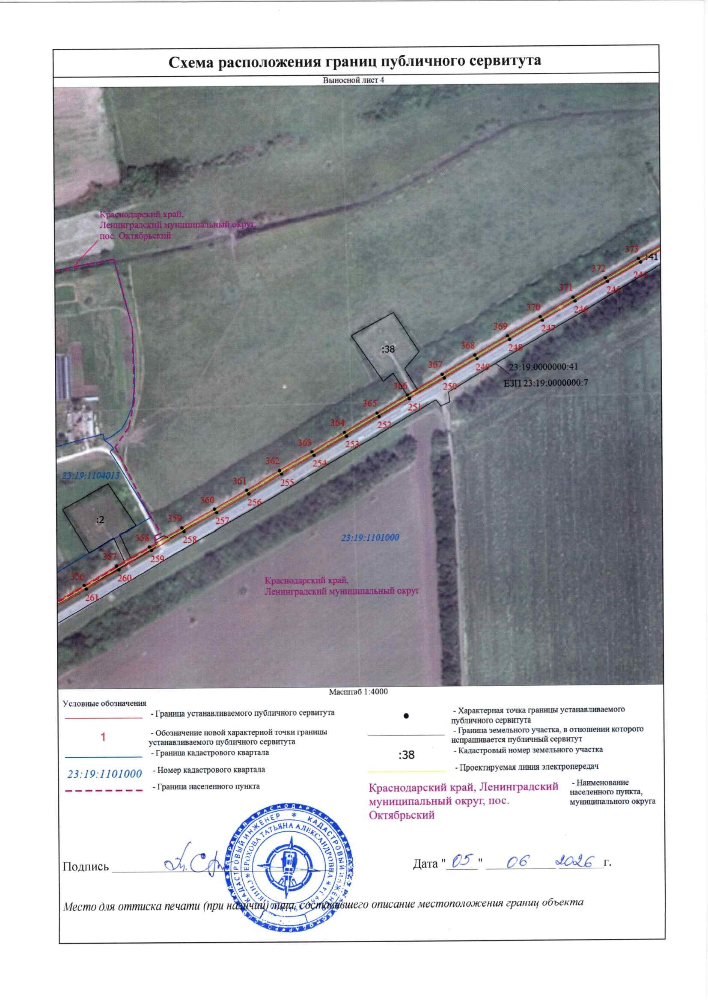 Схема расположения границ публичного сервитута
Выносной лист 4
Краснодарский край,
Ленинградский муниципальный округ,
пос. Октябрьский
373
:41
244
372
245
371
246
370
247
369
248
:38
368
249
23:19:0000000:41
367
250
ЕЗП 23:19:0000000:7
366
251
365
252
364
253
363
254
362
255
361
256
23:19:1104013
360
257
:2
359
258
23:19:1101000
358
259
357
260
356
261
Краснодарский край,
Ленинградский муниципальный округ
Масштаб 1:4000
Условные обозначения
- Граница устанавливаемого публичного сервитута
1
- Обозначение новой характерной точки границы
устанавливаемого публичного сервитута
- Граница кадастрового квартала
23:19:1101000
- Номер кадастрового квартала
- Граница населенного пункта
- Характерная точка границы устанавливаемого
публичного сервитута
- Граница земельного участка, в отношении которого
испрашивается публичный сервитут
:38
- Кадастровый номер земельного участка
- Проектируемая линия электропередач
Краснодарский край, Ленинградский
муниципальный округ, пос.
Октябрьский
- Наименование
населенного пункта,
муниципального округа
Подпись
Дата "05" 06 2026 г.
КАДАСТРОВЫЙ ИНЖЕНЕР * КАДАСТРОВЫЙ ИНЖЕНЕР
ЕРОХОВА ТАТЬЯНА АЛЕКСАНДРОВНА
Место для оттиска печати (при наличии) лица, составившего описание местоположения границ объекта